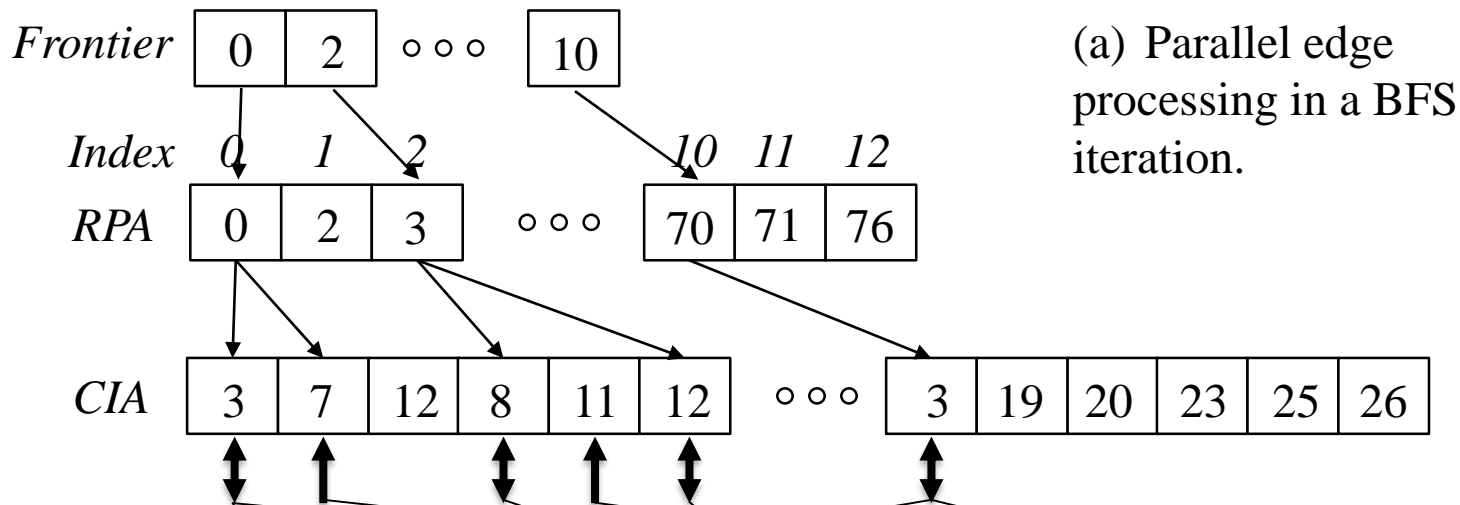 Frontier 0 2 10
(a) Parallel edge
processing in a BFS
iteration.
Index 0 1 2 10 11 12
RPA 0 2 3 70 71 76
CIA 3 7 12 8 11 12 3 19 20 23 25 26